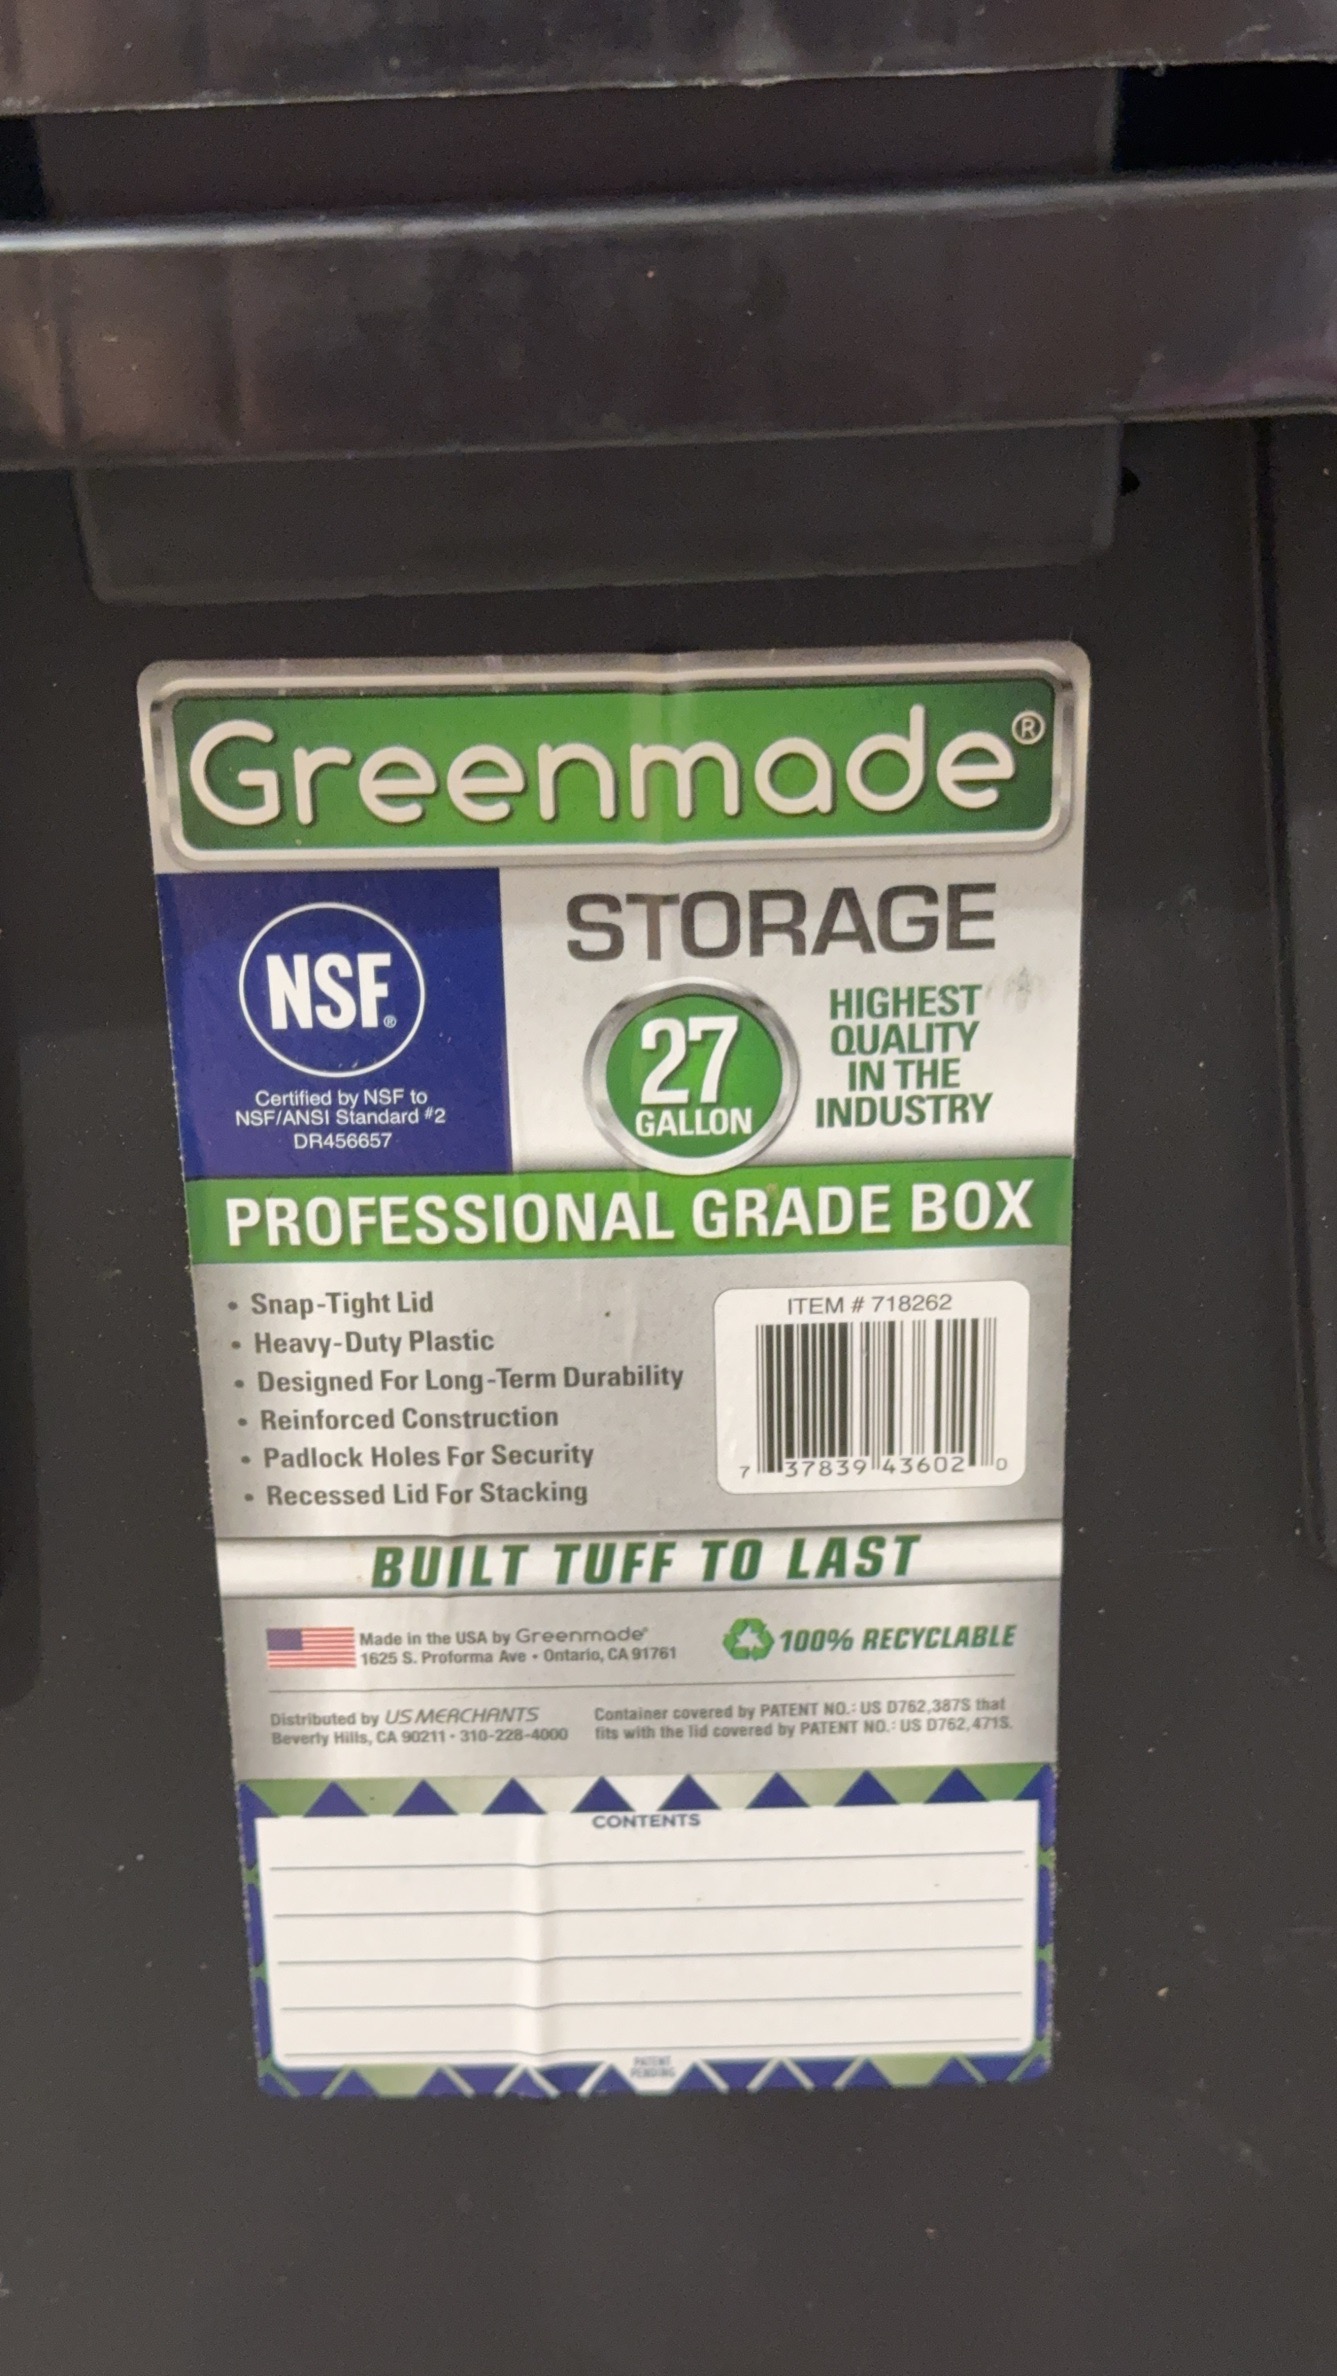 Greenmade®
NSF®
Certified by NSF to
NSF/ANSI Standard #2
DR456657
STORAGE
27
GALLON
HIGHEST
QUALITY
IN THE
INDUSTRY
PROFESSIONAL GRADE BOX
• Snap-Tight Lid
• Heavy-Duty Plastic
• Designed For Long-Term Durability
• Reinforced Construction
• Padlock Holes For Security
• Recessed Lid For Stacking
ITEM # 718262
7 37839 43602 0
BUILT TUFF TO LAST
Made in the USA by Greenmade®
1625 S. Proforma Ave • Ontario, CA 91761
100% RECYCLABLE
Distributed by US MERCHANTS
Beverly Hills, CA 90211 • 310-228-4000
Container covered by PATENT NO.: US D762,387S that
fits with the lid covered by PATENT NO.: US D762,471S.
CONTENTS
PATENT
PENDING